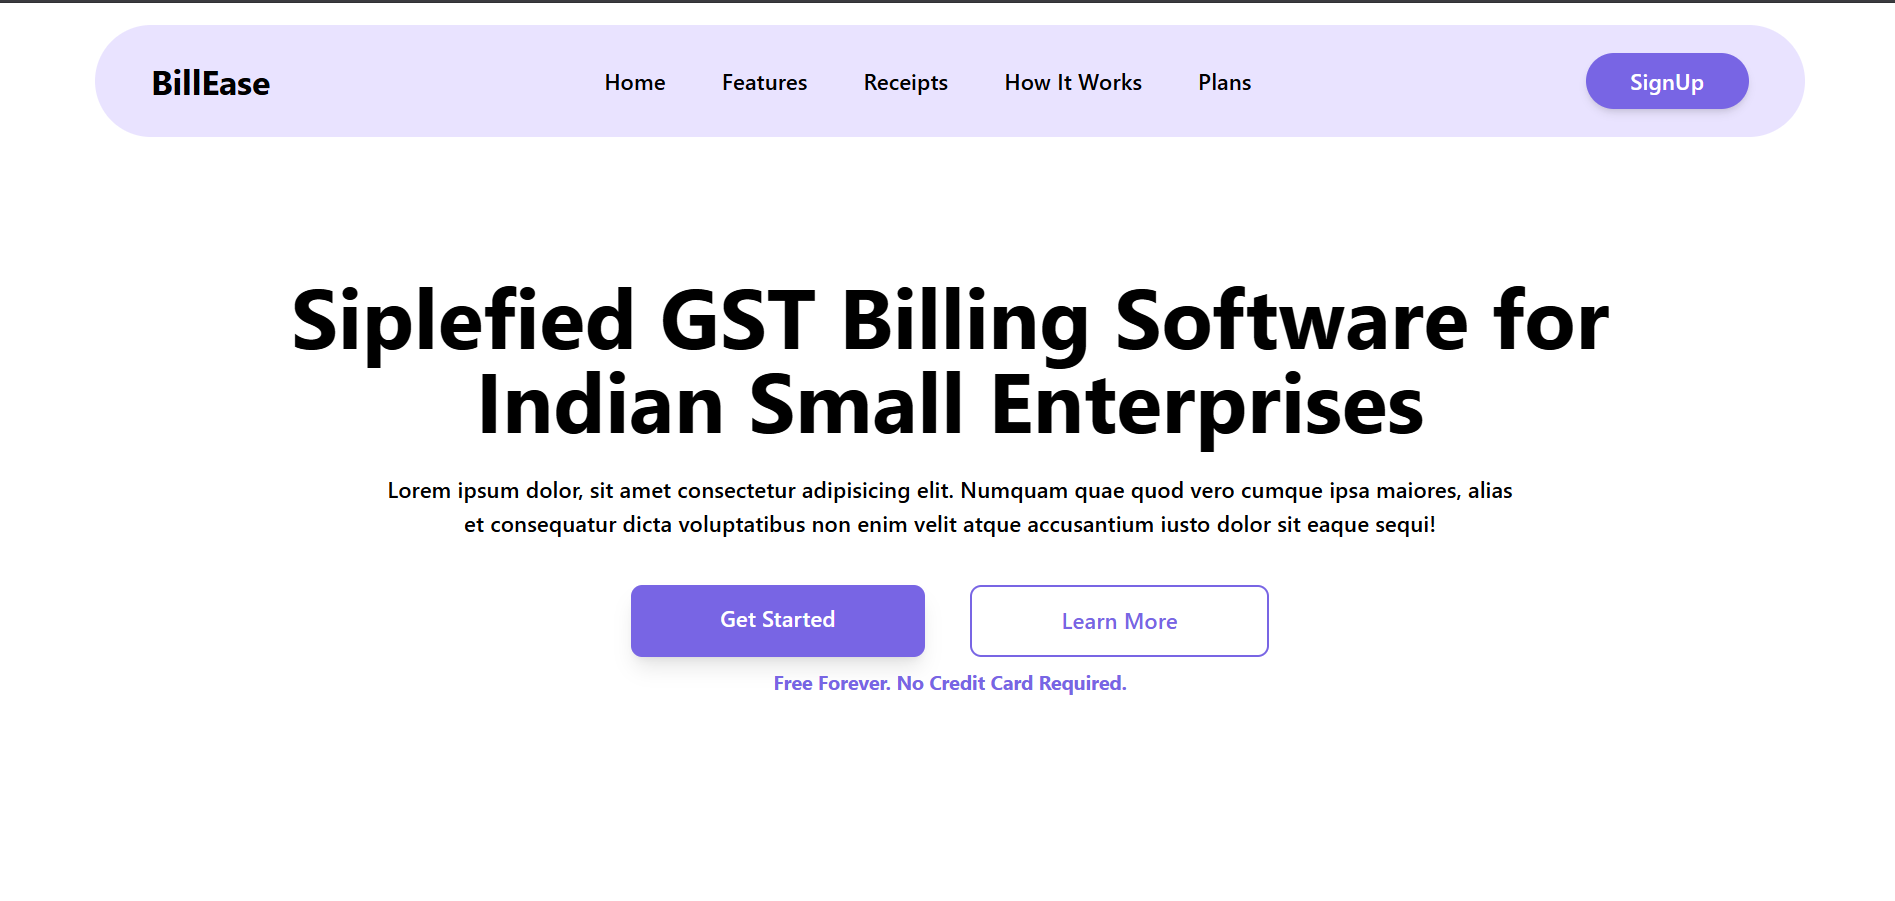 BillEase
Home
Features
Receipts
How It Works
Plans
SignUp
Siplefied GST Billing Software for
Indian Small Enterprises
Lorem ipsum dolor, sit amet consectetur adipisicing elit. Numquam quae quod vero cumque ipsa maiores, alias
et consequatur dicta voluptatibus non enim velit atque accusantium iusto dolor sit eaque sequi!
Get Started
Learn More
Free Forever. No Credit Card Required.